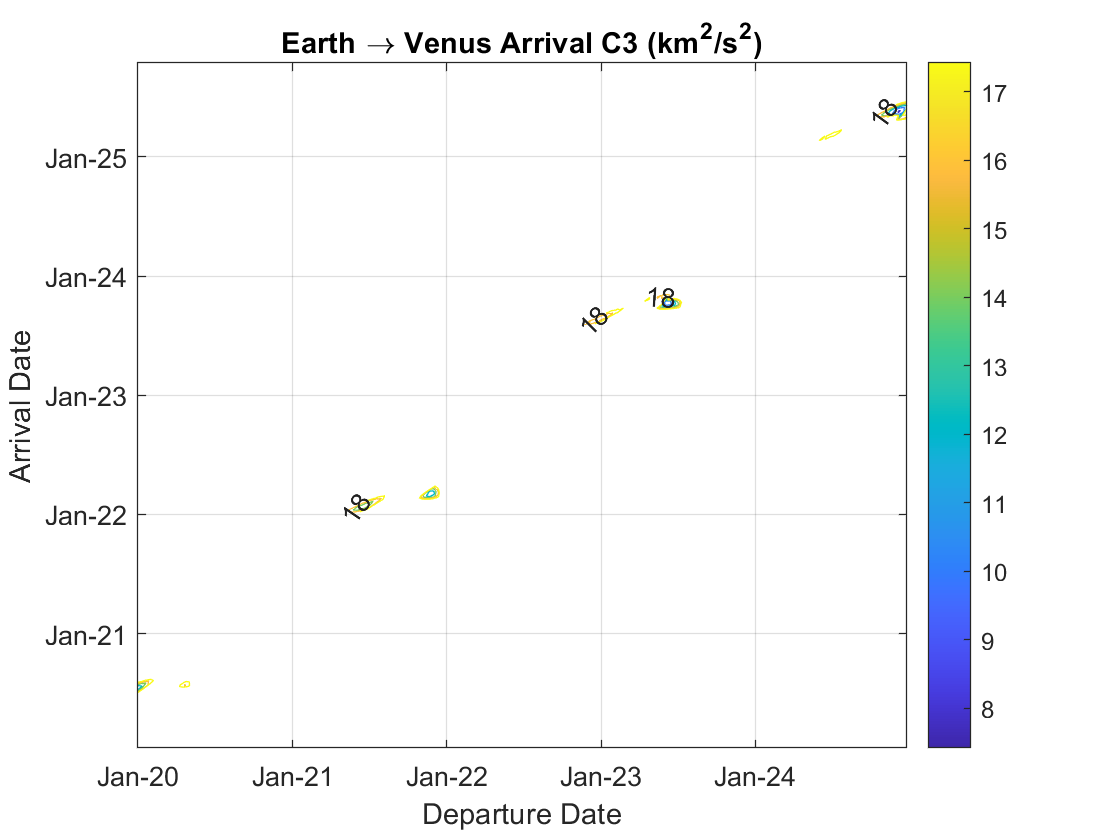 Earth → Venus Arrival C3 (km²/s²)
Arrival Date
Jan-25
Jan-24
Jan-23
Jan-22
Jan-21
18
18
18
18
17
16
15
14
13
12
11
10
9
8
Jan-20 Jan-21 Jan-22 Jan-23 Jan-24
Departure Date